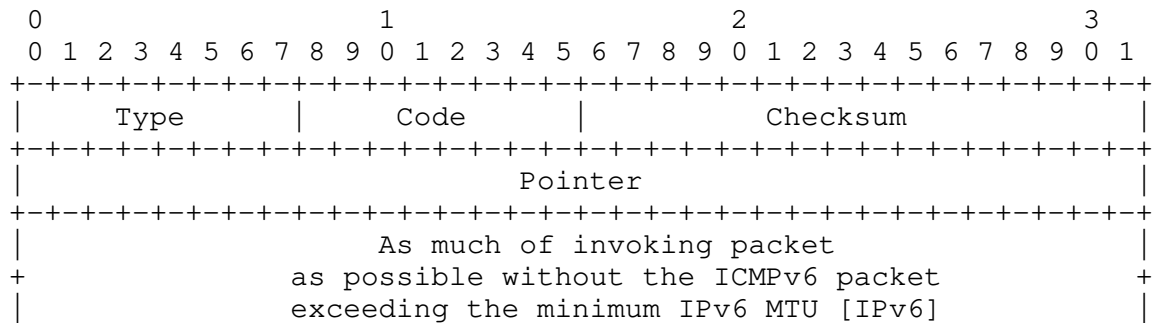 0                   1                   2                   3
 0 1 2 3 4 5 6 7 8 9 0 1 2 3 4 5 6 7 8 9 0 1 2 3 4 5 6 7 8 9 0 1
+-+-+-+-+-+-+-+-+-+-+-+-+-+-+-+-+-+-+-+-+-+-+-+-+-+-+-+-+-+-+-+-+
|     Type      |     Code      |          Checksum             |
+-+-+-+-+-+-+-+-+-+-+-+-+-+-+-+-+-+-+-+-+-+-+-+-+-+-+-+-+-+-+-+-+
|                            Pointer                            |
+-+-+-+-+-+-+-+-+-+-+-+-+-+-+-+-+-+-+-+-+-+-+-+-+-+-+-+-+-+-+-+-+
|                    As much of invoking packet                 |
+               as possible without the ICMPv6 packet           +
|               exceeding the minimum IPv6 MTU [IPv6]           |